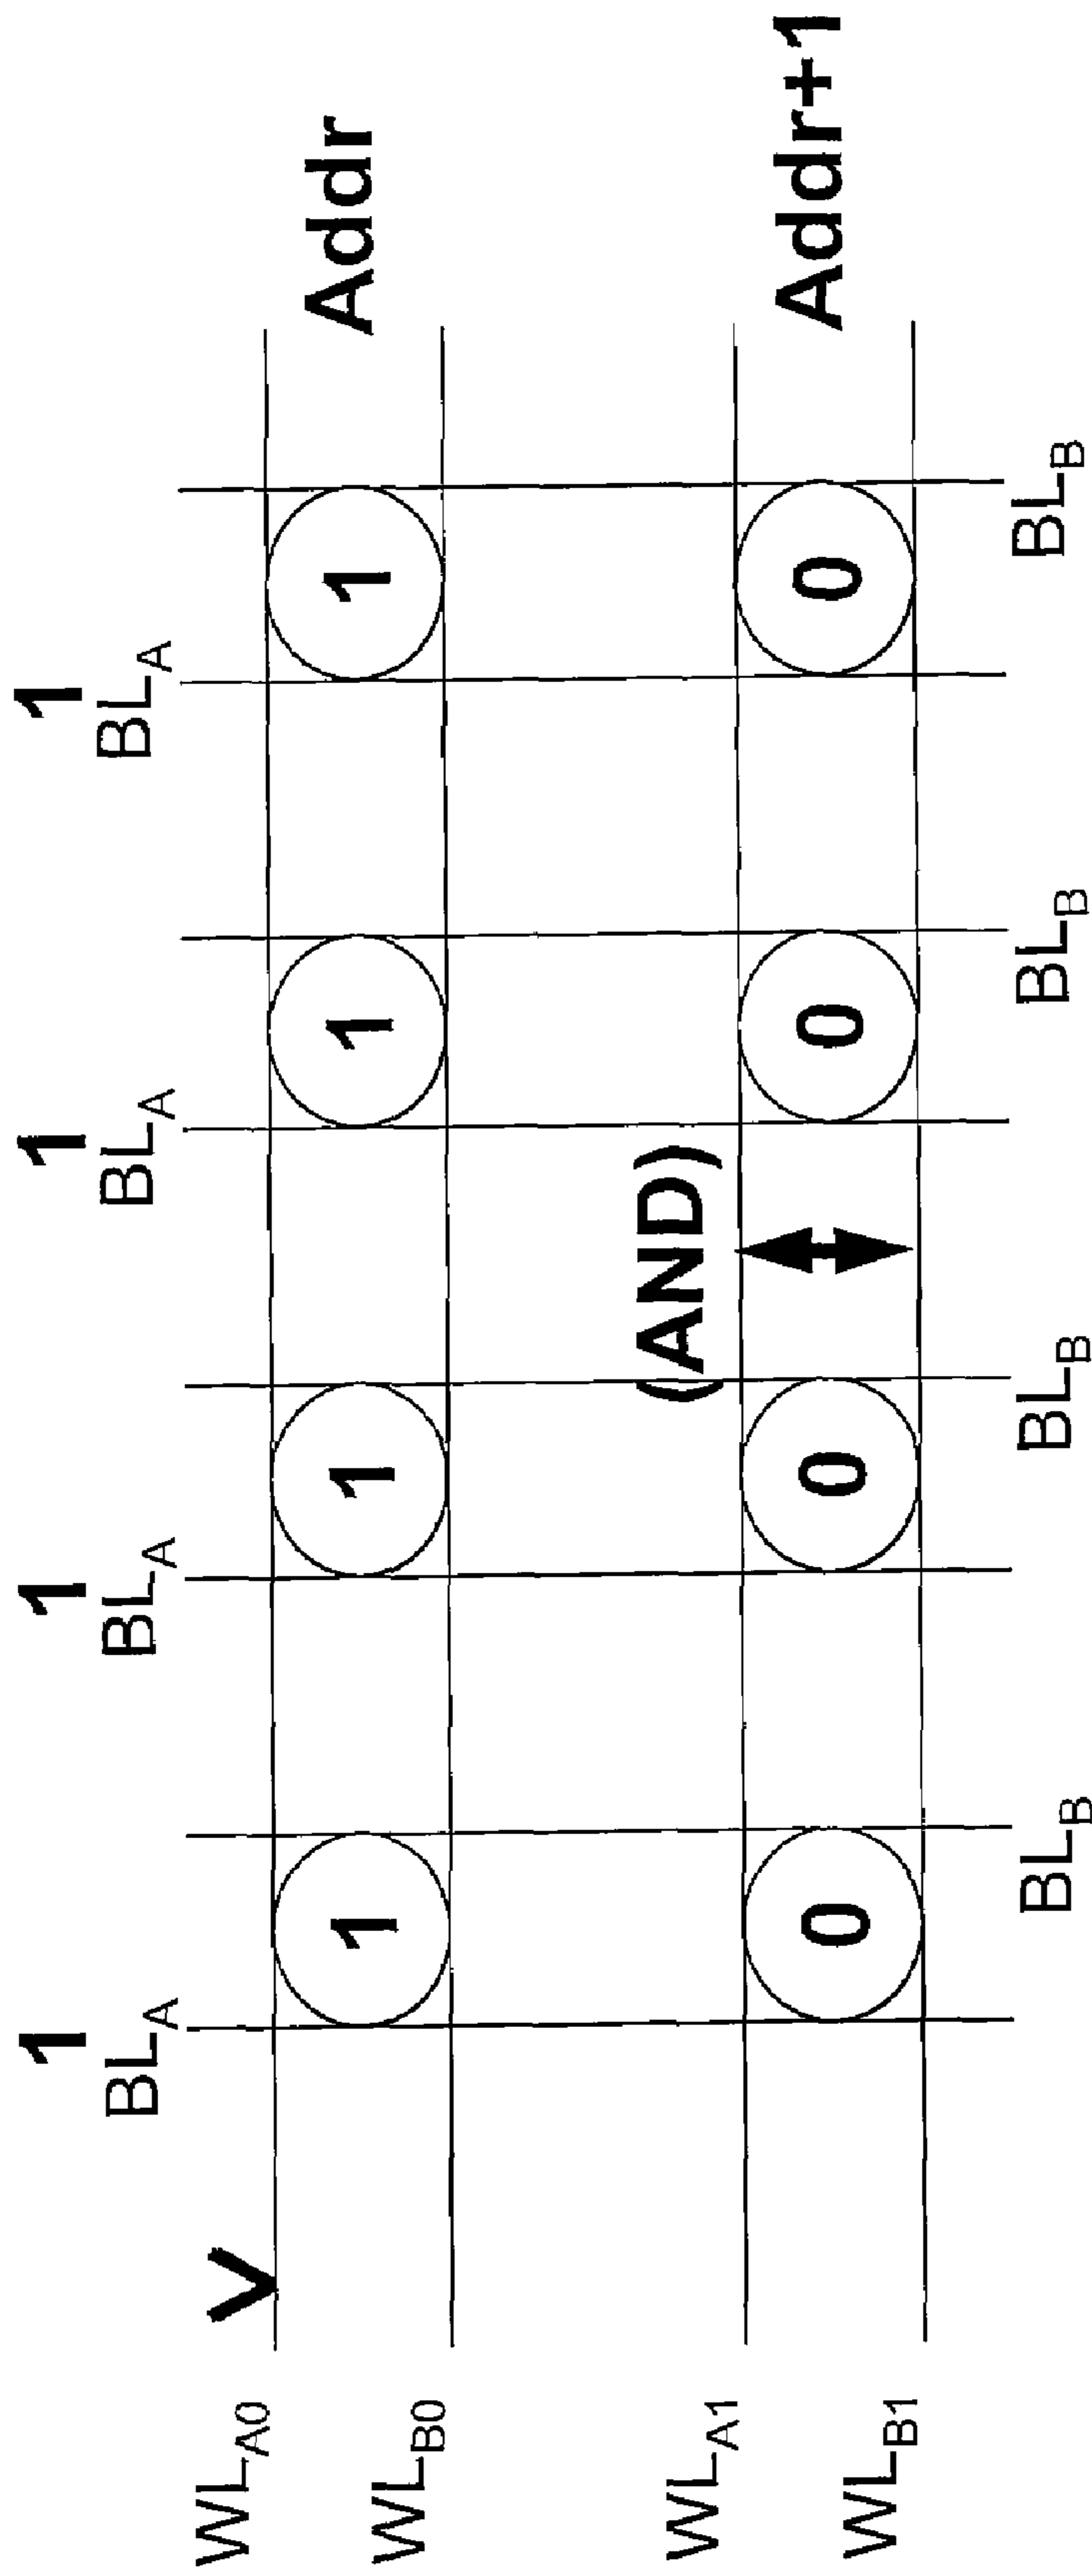 1 1 1 1
BL_A BL_A BL_A BL_A
V
WL_A0
1 1 1 1 Addr
WL_B0
(AND)
WL_A1
0 0 0 0 Addr+1
WL_B1
BL_B BL_B BL_B BL_B